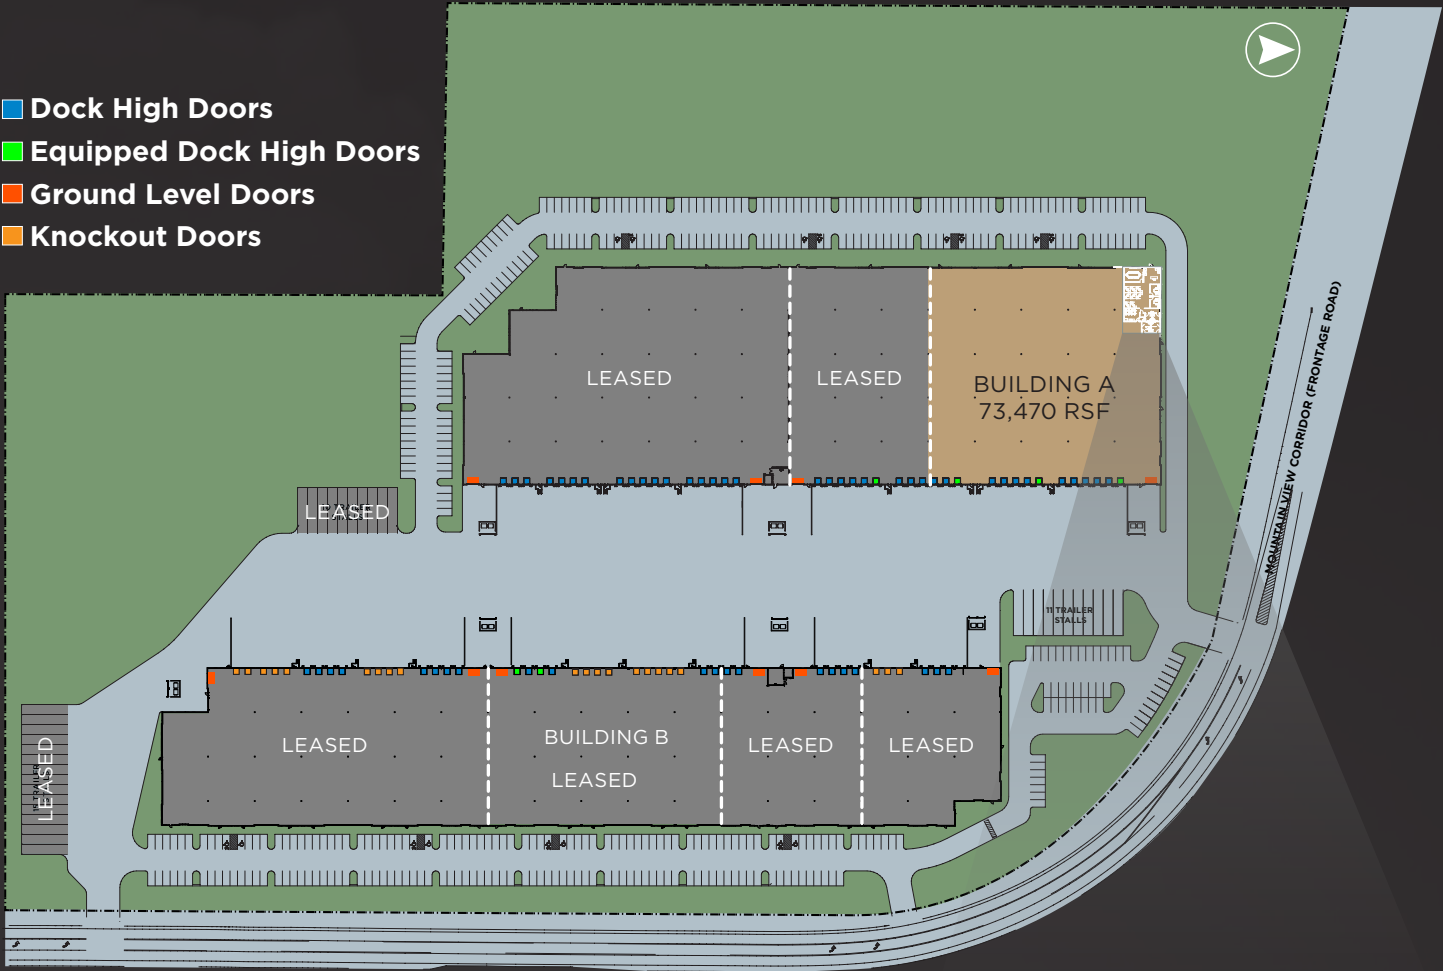 Dock High Doors
Equipped Dock High Doors
Ground Level Doors
Knockout Doors
LEASED
LEASED
BUILDING A
73,470 RSF
MOUNTAIN VIEW CORRIDOR (FRONTAGE ROAD)
LEASED
11 TRAILER
STALLS
LEASED
LEASED
BUILDING B
LEASED
LEASED
LEASED